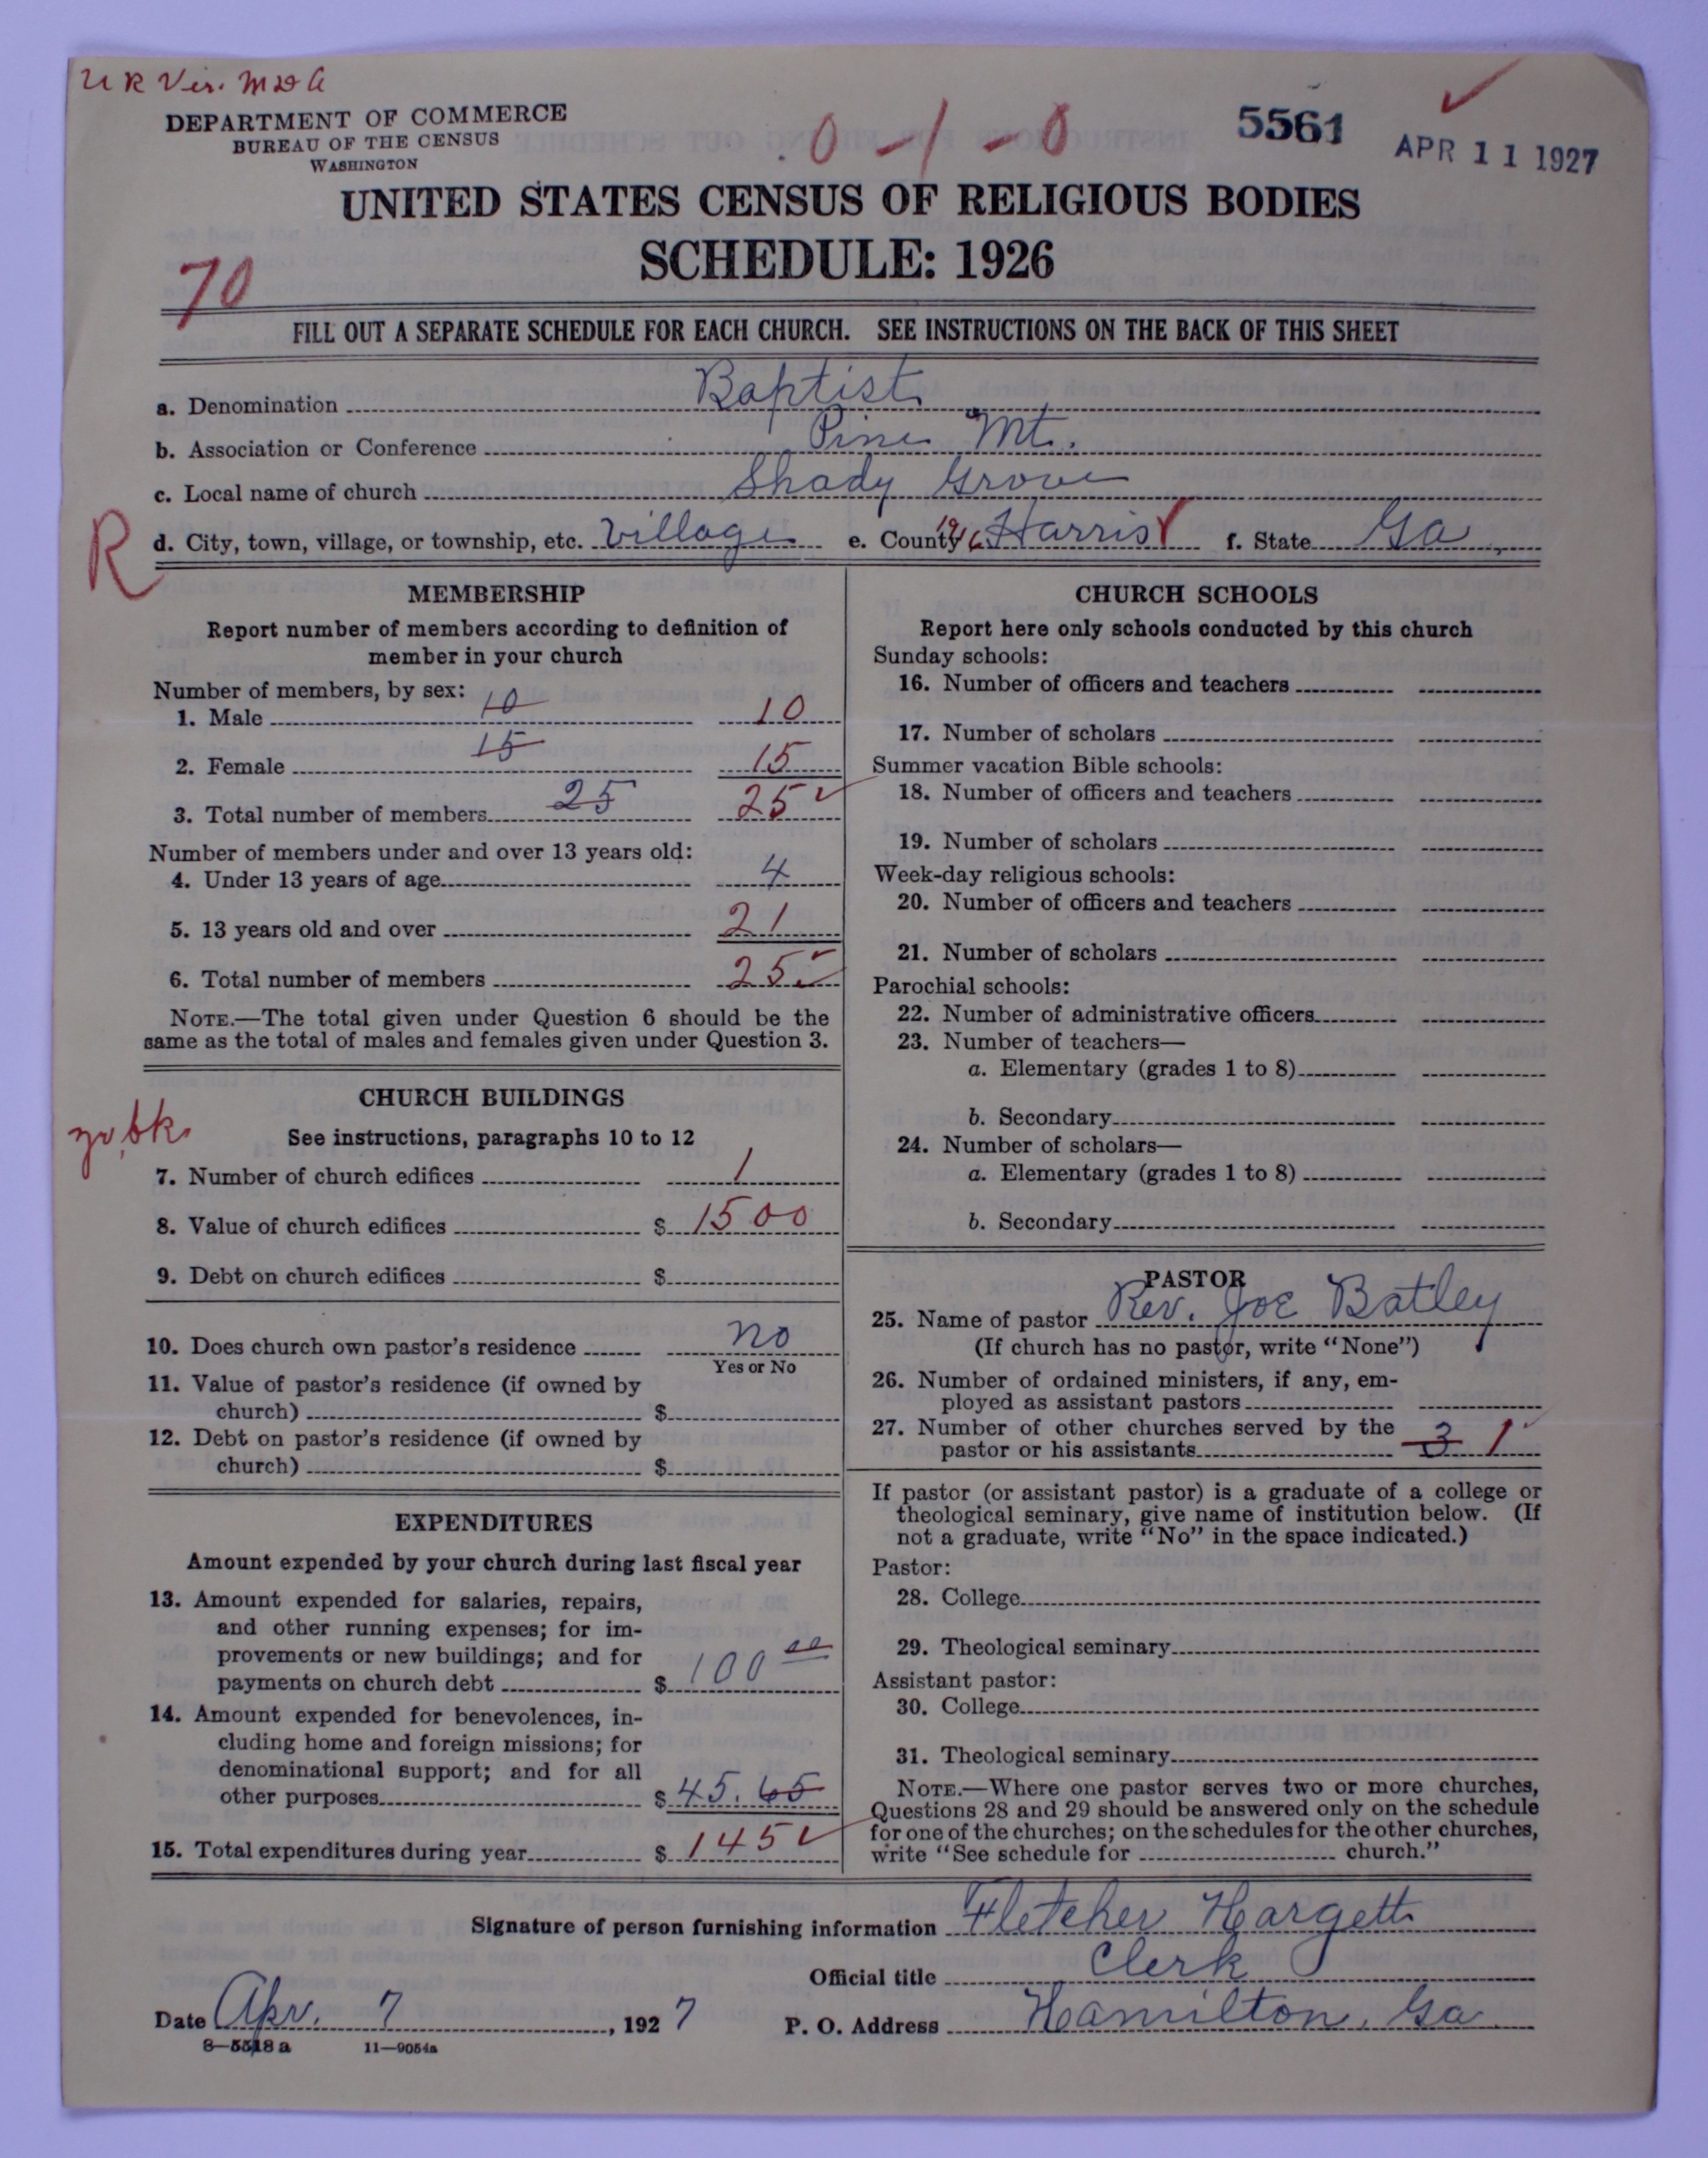 U R Ver. M & A
DEPARTMENT OF COMMERCE
BUREAU OF THE CENSUS
WASHINGTON
0-1-0
5561
APR 11 1927
UNITED STATES CENSUS OF RELIGIOUS BODIES
SCHEDULE: 1926
70
FILL OUT A SEPARATE SCHEDULE FOR EACH CHURCH. SEE INSTRUCTIONS ON THE BACK OF THIS SHEET
a. Denomination Baptist
b. Association or Conference Pine Mt.
c. Local name of church Shady Grove
R
d. City, town, village, or township, etc. Village e. County Harris f. State Ga
MEMBERSHIP
Report number of members according to definition of
member in your church
Number of members, by sex:
1. Male 10 10
2. Female 15 15
3. Total number of members 25 25
Number of members under and over 13 years old:
4. Under 13 years of age 4
5. 13 years old and over 21
6. Total number of members 25
NOTE.—The total given under Question 6 should be the
same as the total of males and females given under Question 3.
CHURCH BUILDINGS
See instructions, paragraphs 10 to 12
7. Number of church edifices 1
8. Value of church edifices $ 1500
9. Debt on church edifices $
10. Does church own pastor's residence no
Yes or No
11. Value of pastor's residence (if owned by
church) $
12. Debt on pastor's residence (if owned by
church) $
EXPENDITURES
Amount expended by your church during last fiscal year
13. Amount expended for salaries, repairs,
and other running expenses; for im-
provements or new buildings; and for
payments on church debt $ 100 00
14. Amount expended for benevolences, in-
cluding home and foreign missions; for
denominational support; and for all
other purposes $ 45.65
15. Total expenditures during year $ 145
CHURCH SCHOOLS
Report here only schools conducted by this church
Sunday schools:
16. Number of officers and teachers
17. Number of scholars
Summer vacation Bible schools:
18. Number of officers and teachers
19. Number of scholars
Week-day religious schools:
20. Number of officers and teachers
21. Number of scholars
Parochial schools:
22. Number of administrative officers
23. Number of teachers—
a. Elementary (grades 1 to 8)
b. Secondary
24. Number of scholars—
a. Elementary (grades 1 to 8)
b. Secondary
PASTOR
25. Name of pastor Rev. Joe Batley
(If church has no pastor, write "None")
26. Number of ordained ministers, if any, em-
ployed as assistant pastors
27. Number of other churches served by the
pastor or his assistants 3 1
If pastor (or assistant pastor) is a graduate of a college or
theological seminary, give name of institution below. (If
not a graduate, write "No" in the space indicated.)
Pastor:
28. College
29. Theological seminary
Assistant pastor:
30. College
31. Theological seminary
NOTE.—Where one pastor serves two or more churches,
Questions 28 and 29 should be answered only on the schedule
for one of the churches; on the schedules for the other churches,
write "See schedule for church."
Signature of person furnishing information Fletcher Hargett
Official title Clerk
Date Apr. 7, 1927 P. O. Address Hamilton, Ga
8—5518 a 11—9054a